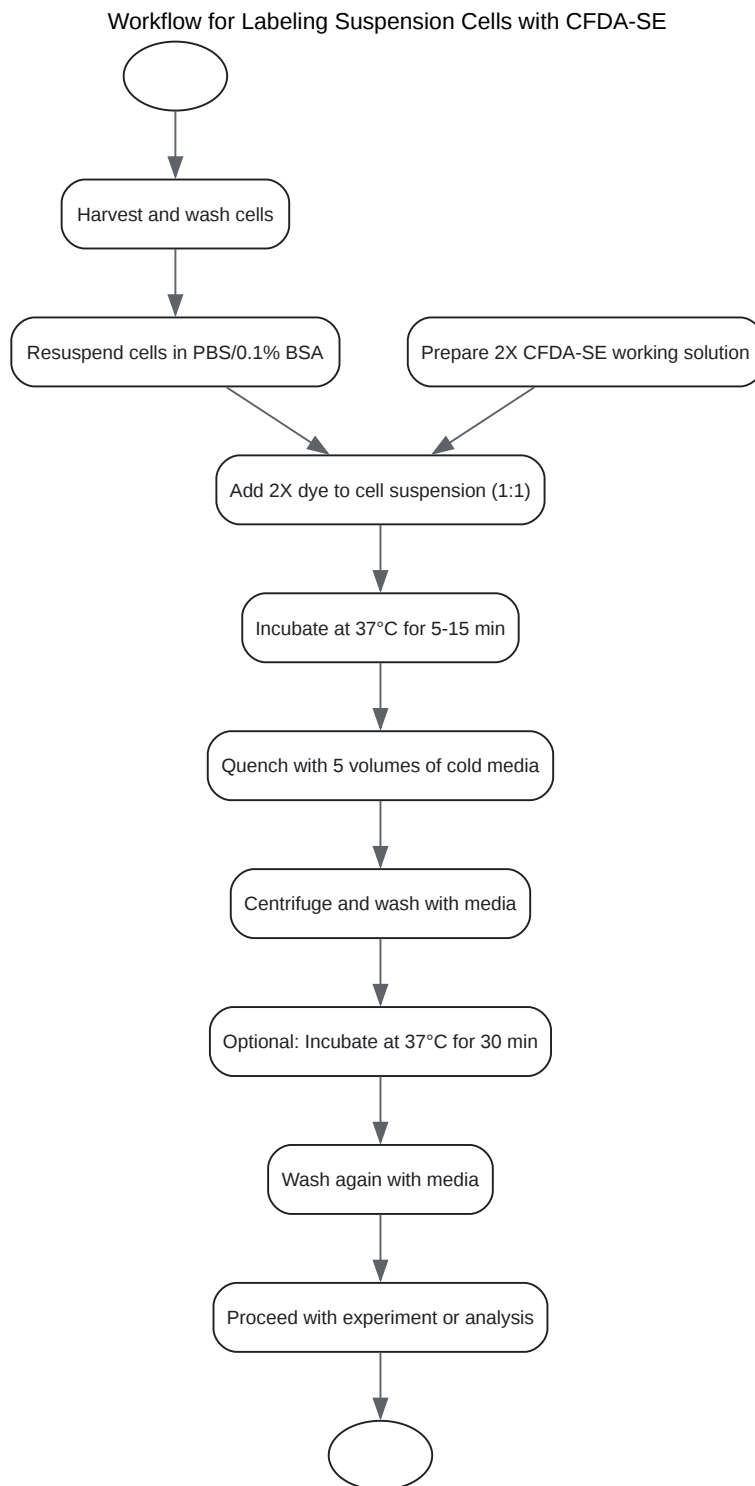 Workflow for Labeling Suspension Cells with CFDA-SE
Harvest and wash cells
Resuspend cells in PBS/0.1% BSA
Prepare 2X CFDA-SE working solution
Add 2X dye to cell suspension (1:1)
Incubate at 37°C for 5-15 min
Quench with 5 volumes of cold media
Centrifuge and wash with media
Optional: Incubate at 37°C for 30 min
Wash again with media
Proceed with experiment or analysis